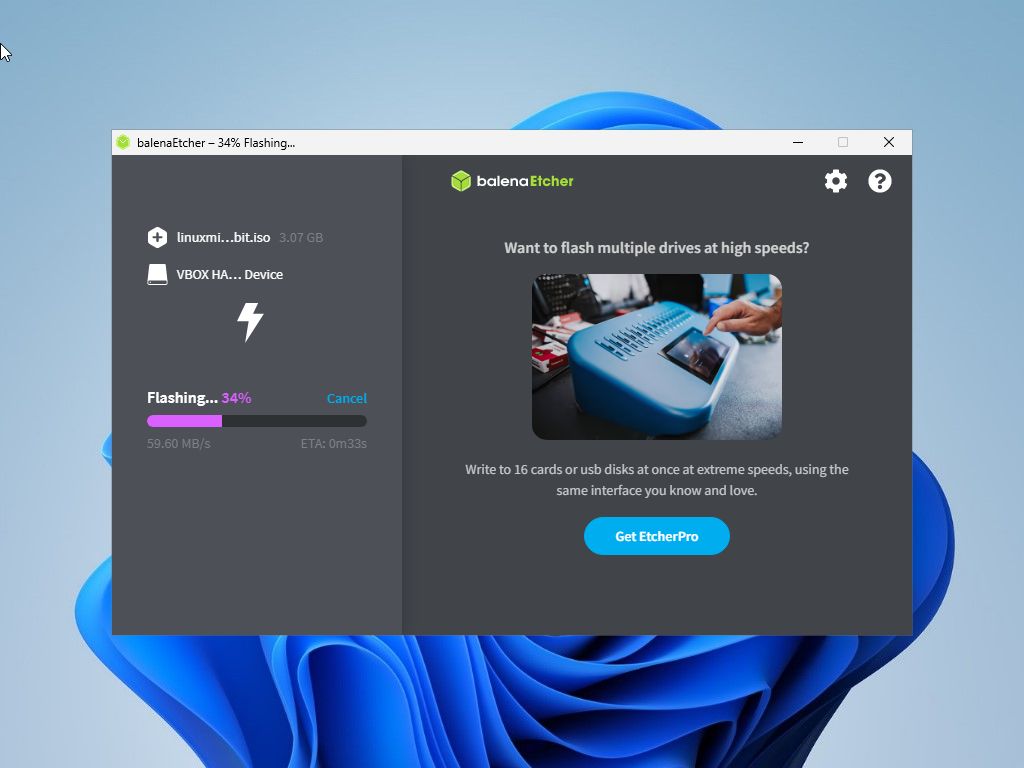 balenaEtcher – 34% Flashing...
balenaEtcher
linuxmi...bit.iso 3.07 GB
VBOX HA... Device
Flashing... 34% Cancel
59.60 MB/s ETA: 0m33s
Want to flash multiple drives at high speeds?
Write to 16 cards or usb disks at once at extreme speeds, using the
same interface you know and love.
Get EtcherPro